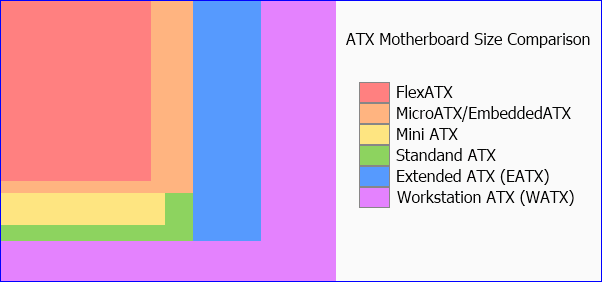 ATX Motherboard Size Comparison
FlexATX
MicroATX/EmbeddedATX
Mini ATX
Standand ATX
Extended ATX (EATX)
Workstation ATX (WATX)